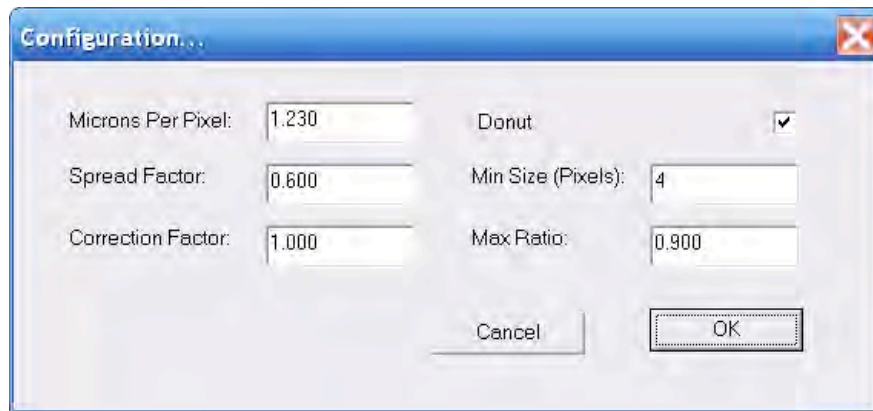 Configuration...
Microns Per Pixel: 1.230 Donut
Spread Factor: 0.600 Min Size (Pixels): 4
Correction Factor: 1.000 Max Ratio: 0.900
Cancel OK